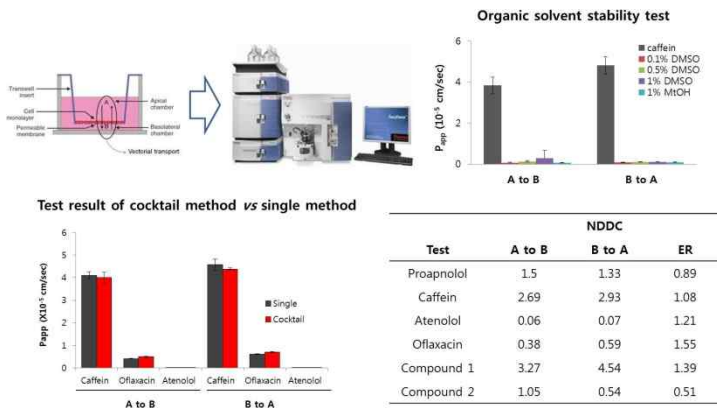 Organic solvent stability test
Transwell insert
Cell monolayer
Permeable membrane
A
B
Apical chamber
Basolateral chamber
Vectorial transport
6
4
2
0
Papp (10-5 cm/sec)
caffein
0.1% DMSO
0.5% DMSO
1% DMSO
1% MtOH
A to B
B to A
Test result of cocktail method vs single method
6
5
4
3
2
1
0
Papp (X10-5 cm/sec)
Single
Cocktail
Caffein Oflaxacin Atenolol Caffein Oflaxacin Atenolol
A to B
B to A
NDDC
Test A to B B to A ER
Proapnolol 1.5 1.33 0.89
Caffein 2.69 2.93 1.08
Atenolol 0.06 0.07 1.21
Oflaxacin 0.38 0.59 1.55
Compound 1 3.27 4.54 1.39
Compound 2 1.05 0.54 0.51